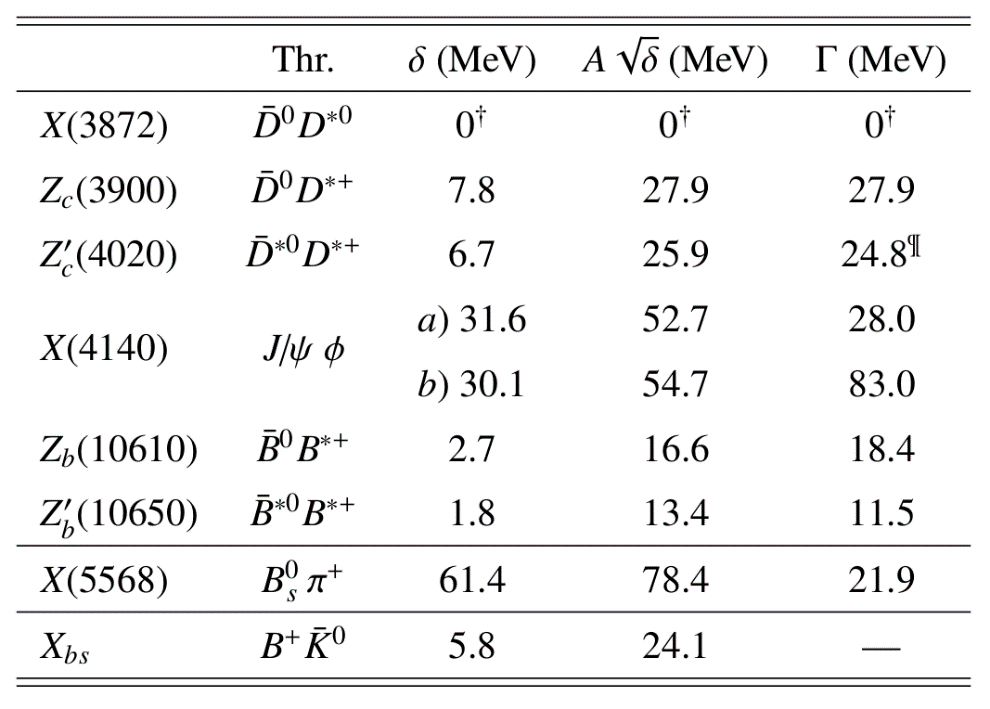 Thr. δ (MeV) A √δ (MeV) Γ (MeV)
X(3872) D̄⁰D*⁰ 0† 0† 0†
Z_c(3900) D̄⁰D*⁺ 7.8 27.9 27.9
Z′_c(4020) D̄*⁰D*⁺ 6.7 25.9 24.8¶
X(4140) J/ψ ϕ a) 31.6 52.7 28.0
b) 30.1 54.7 83.0
Z_b(10610) B̄⁰B*⁺ 2.7 16.6 18.4
Z′_b(10650) B̄*⁰B*⁺ 1.8 13.4 11.5
X(5568) B_s⁰ π⁺ 61.4 78.4 21.9
X_bs B⁺ K̄⁰ 5.8 24.1 —